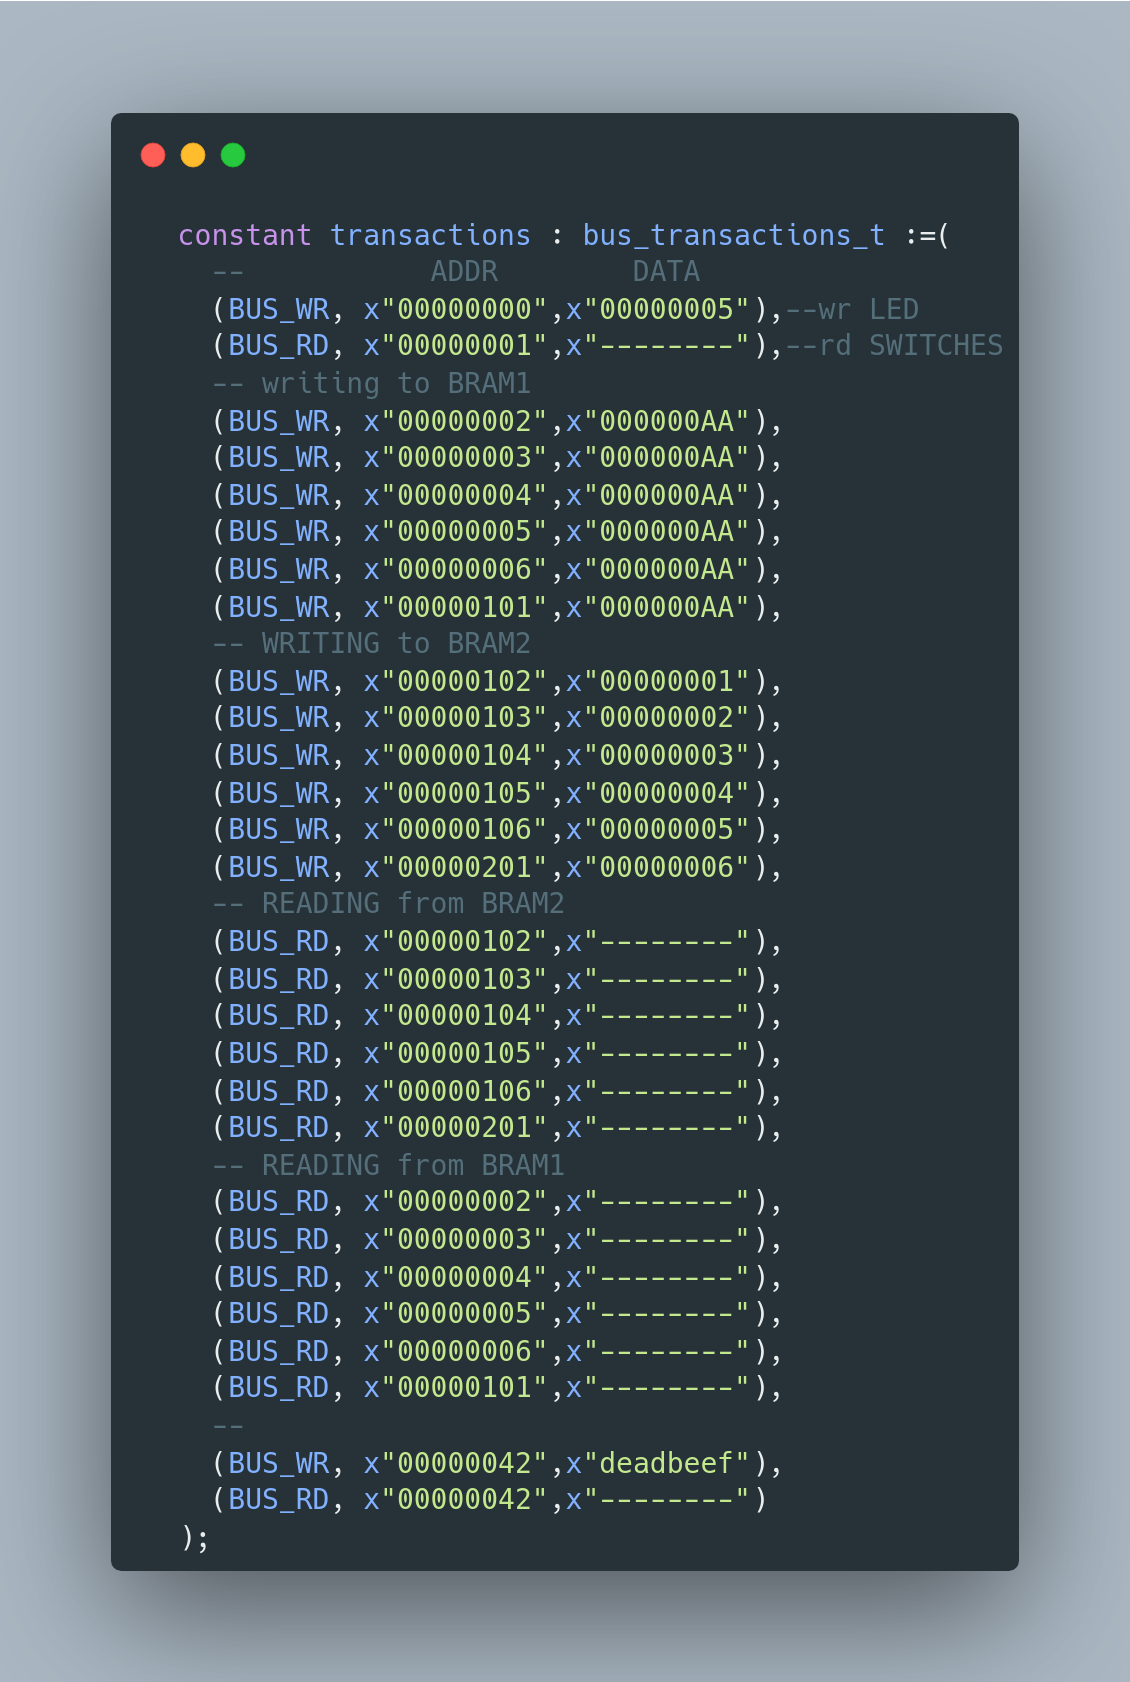 constant transactions : bus_transactions_t :=(
  --           ADDR        DATA
  (BUS_WR, x"00000000",x"00000005"),--wr LED
  (BUS_RD, x"00000001",x"--------"),--rd SWITCHES
  -- writing to BRAM1
  (BUS_WR, x"00000002",x"000000AA"),
  (BUS_WR, x"00000003",x"000000AA"),
  (BUS_WR, x"00000004",x"000000AA"),
  (BUS_WR, x"00000005",x"000000AA"),
  (BUS_WR, x"00000006",x"000000AA"),
  (BUS_WR, x"00000101",x"000000AA"),
  -- WRITING to BRAM2
  (BUS_WR, x"00000102",x"00000001"),
  (BUS_WR, x"00000103",x"00000002"),
  (BUS_WR, x"00000104",x"00000003"),
  (BUS_WR, x"00000105",x"00000004"),
  (BUS_WR, x"00000106",x"00000005"),
  (BUS_WR, x"00000201",x"00000006"),
  -- READING from BRAM2
  (BUS_RD, x"00000102",x"--------"),
  (BUS_RD, x"00000103",x"--------"),
  (BUS_RD, x"00000104",x"--------"),
  (BUS_RD, x"00000105",x"--------"),
  (BUS_RD, x"00000106",x"--------"),
  (BUS_RD, x"00000201",x"--------"),
  -- READING from BRAM1
  (BUS_RD, x"00000002",x"--------"),
  (BUS_RD, x"00000003",x"--------"),
  (BUS_RD, x"00000004",x"--------"),
  (BUS_RD, x"00000005",x"--------"),
  (BUS_RD, x"00000006",x"--------"),
  (BUS_RD, x"00000101",x"--------"),
  --
  (BUS_WR, x"00000042",x"deadbeef"),
  (BUS_RD, x"00000042",x"--------")
);